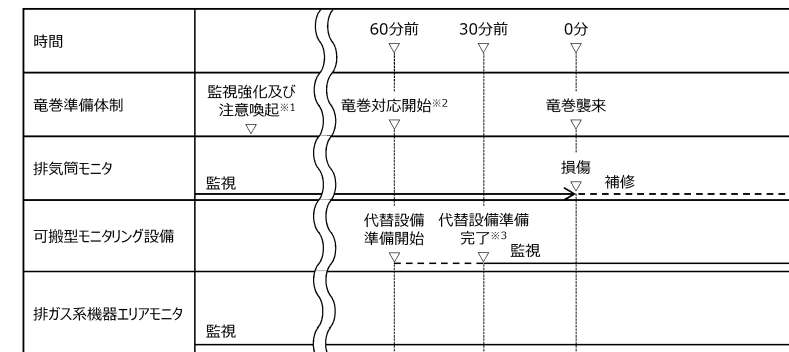 時間
60分前
30分前
0分
竜巻準備体制
監視強化及び
注意喚起※1
竜巻対応開始※2
竜巻襲来
排気筒モニタ
監視
損傷
補修
可搬型モニタリング設備
代替設備
準備開始
代替設備準備
完了※3
監視
排ガス系機器エリアモニタ
監視